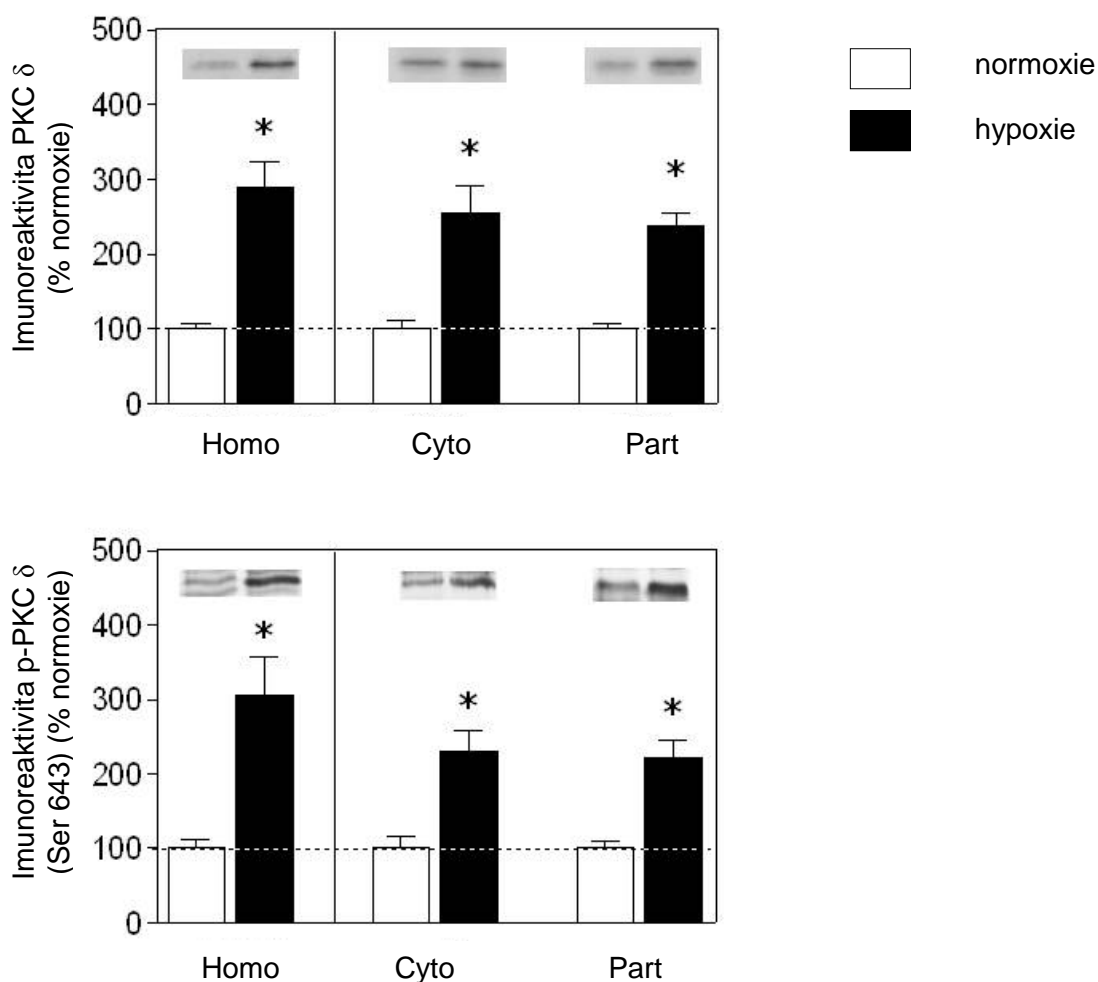 Imunoreaktivita PKC δ
(% normoxie)
500
400
300
200
100
0
*
*
*
Homo
Cyto
Part
normoxie
hypoxie
Imunoreaktivita p-PKC δ
(Ser 643) (% normoxie)
500
400
300
200
100
0
*
*
*
Homo
Cyto
Part